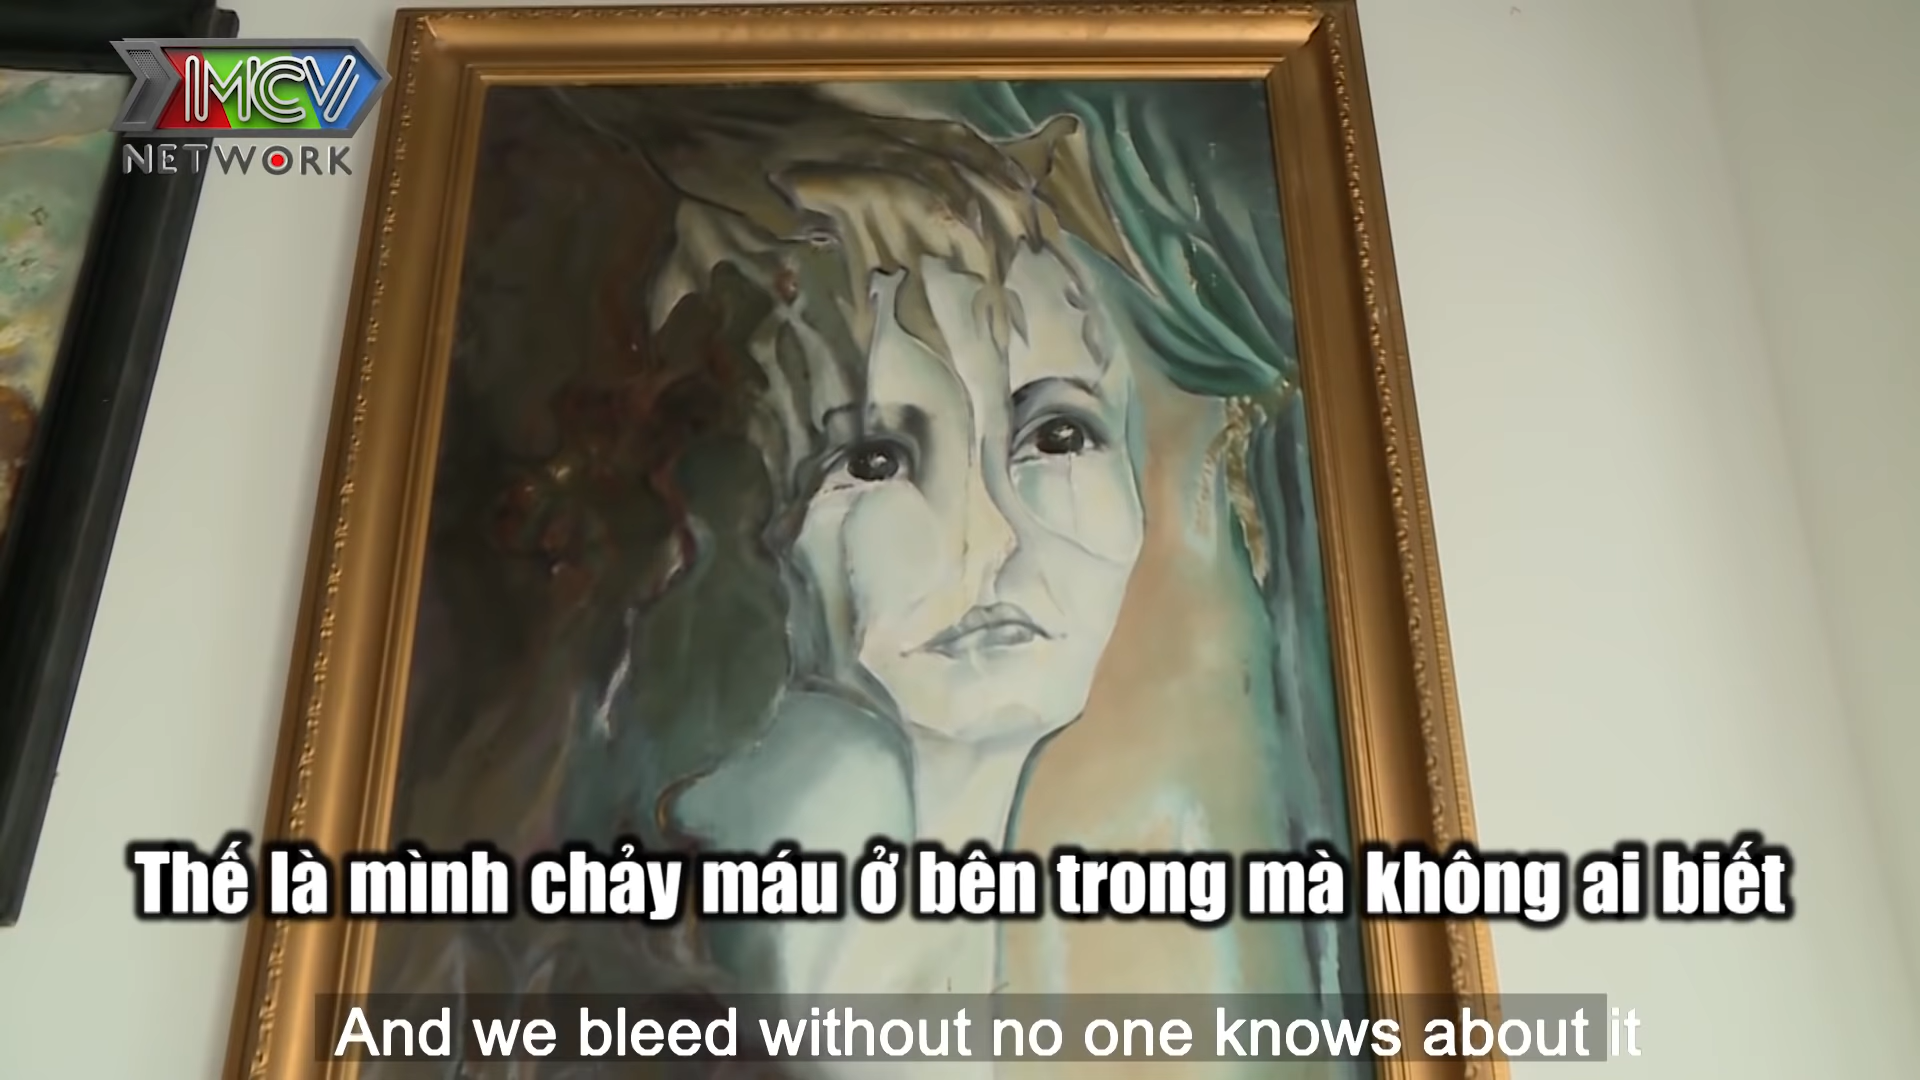 MCV
NETWORK
Thế là mình chảy máu ở bên trong mà không ai biết
And we bleed without no one knows about it